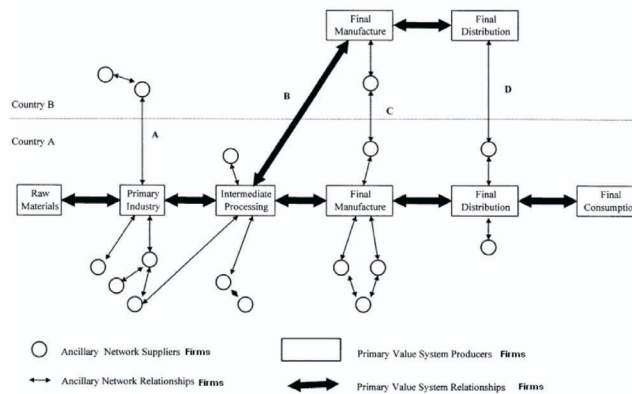 Final
Manufacture
Final
Distribution
B
D
Country B
C
A
Country A
Raw
Materials
Primary
Industry
Intermediate
Processing
Final
Manufacture
Final
Distribution
Final
Consumption
Ancillary Network Suppliers Firms
Primary Value System Producers Firms
Ancillary Network Relationships Firms
Primary Value System Relationships Firms